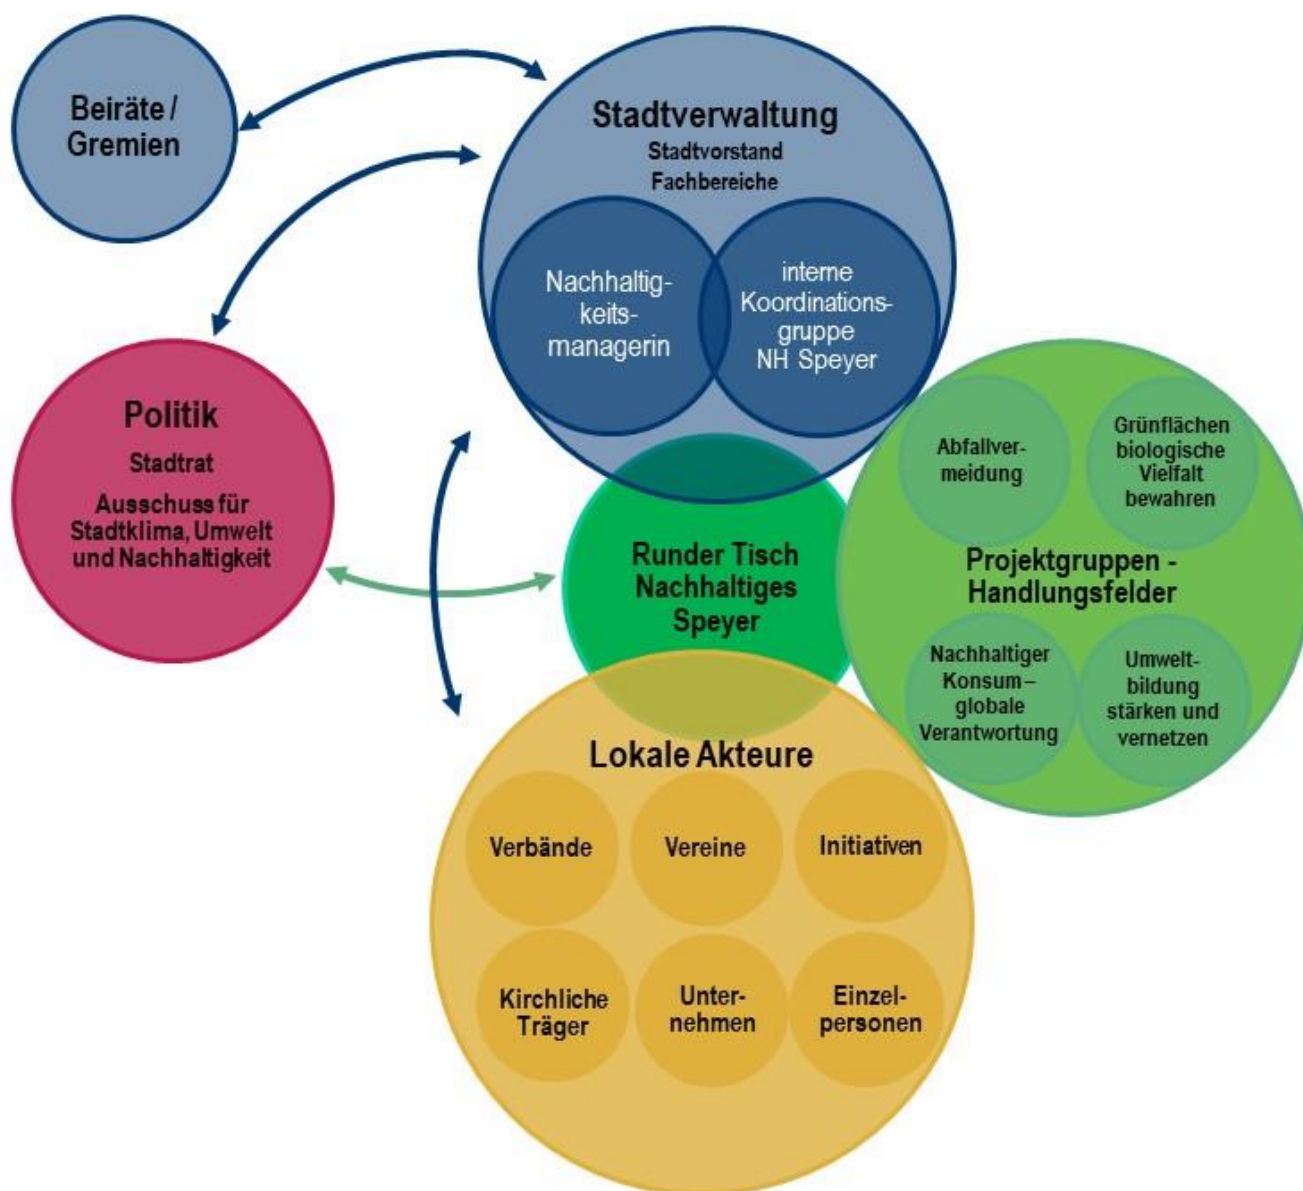 Beiräte /
Gremien
Stadtverwaltung
Stadtvorstand
Fachbereiche
Nachhaltig-
keits-
managerin
interne
Koordinations-
gruppe
NH Speyer
Politik
Stadtrat
Ausschuss für
Stadtklima, Umwelt
und Nachhaltigkeit
Runder Tisch
Nachhaltiges
Speyer
Abfallver-
meidung
Grünflächen
biologische
Vielfalt
bewahren
Projektgruppen -
Handlungsfelder
Nachhaltiger
Konsum –
globale
Verantwortung
Umwelt-
bildung
stärken und
vernetzen
Lokale Akteure
Verbände
Vereine
Initiativen
Kirchliche
Träger
Unter-
nehmen
Einzel-
personen